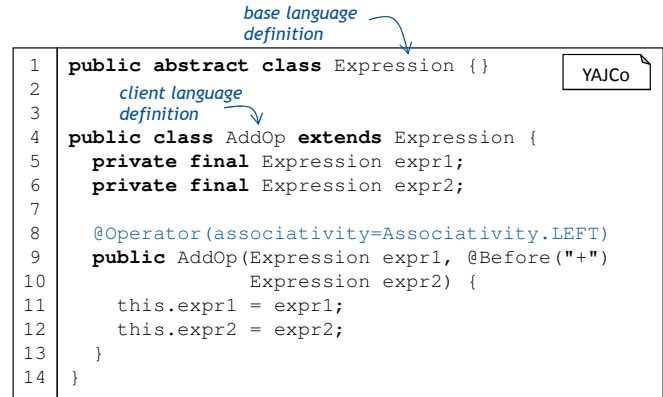 base language
definition
1 public abstract class Expression {}
YAJCo
2 client language
3 definition
4 public class AddOp extends Expression {
5 private final Expression expr1;
6 private final Expression expr2;
7
8 @Operator(associativity=Associativity.LEFT)
9 public AddOp(Expression expr1, @Before("+")
10 Expression expr2) {
11 this.expr1 = expr1;
12 this.expr2 = expr2;
13 }
14 }